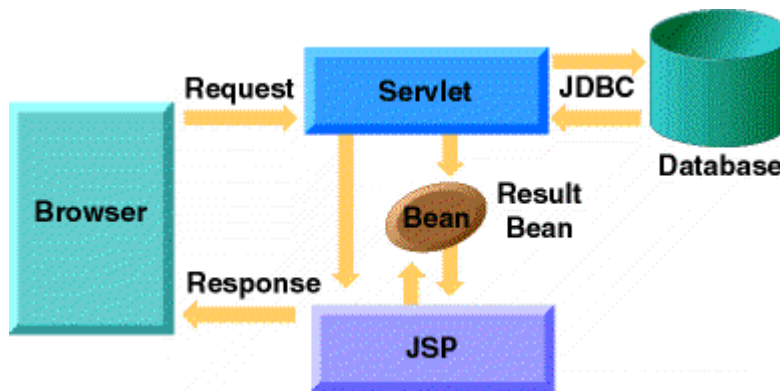 Request
Servlet
JDBC
Database
Browser
Bean
Result
Bean
Response
JSP